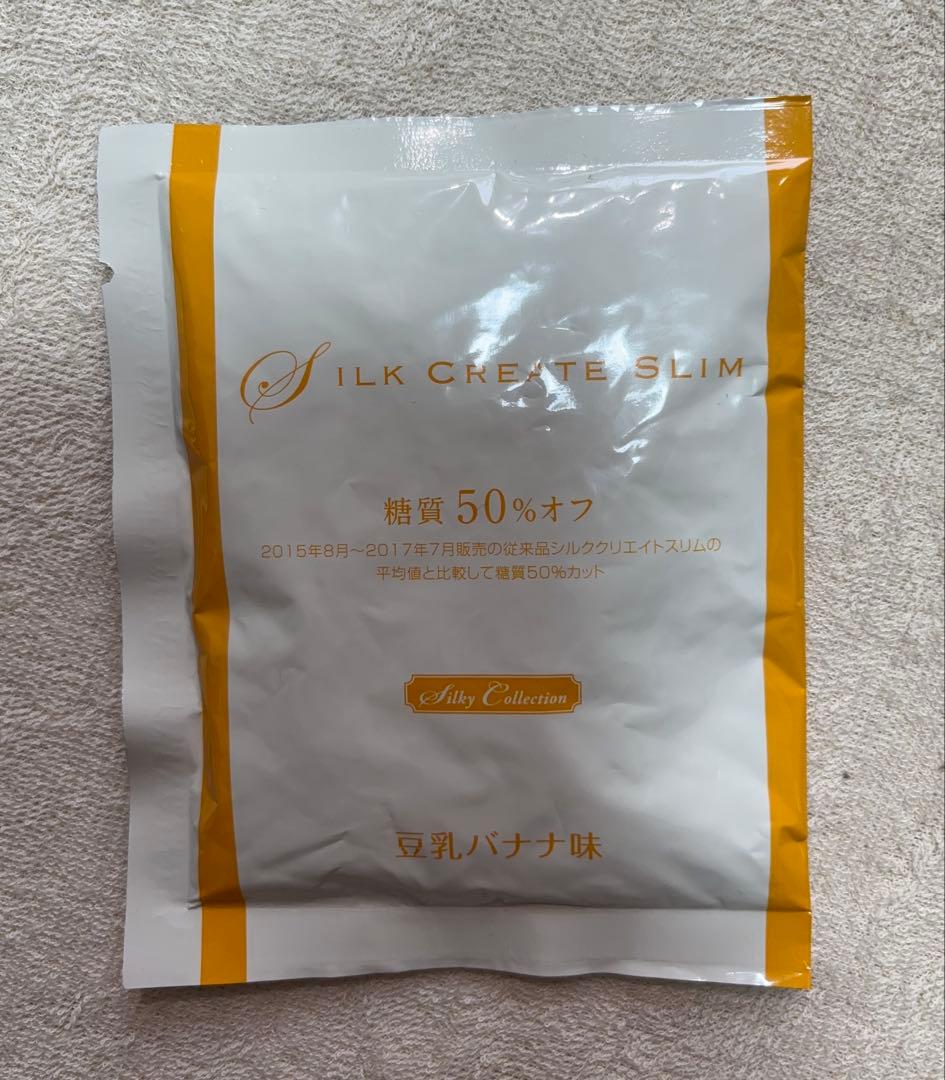 SILK CREATE SLIM
糖質50%オフ
2015年8月～2017年7月販売の従来品シルククリエイトスリムの
平均値と比較して糖質50%カット
Silky Collection
豆乳バナナ味